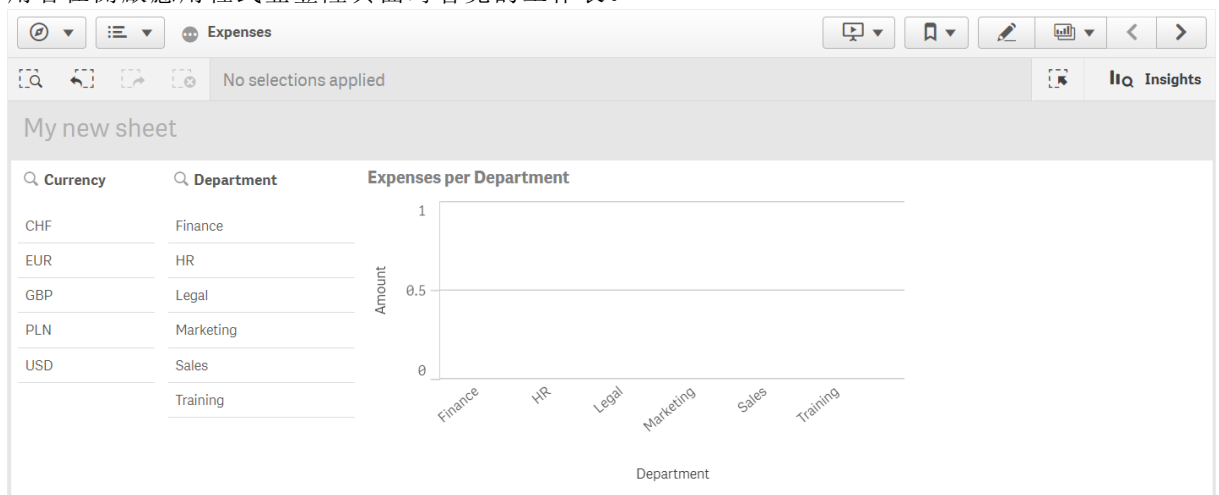 Expenses
No selections applied
Insights
My new sheet
Currency
CHF
EUR
GBP
PLN
USD
Department
Finance
HR
Legal
Marketing
Sales
Training
Expenses per Department
Amount
1
0.5
0
Finance
HR
Legal
Marketing
Sales
Training
Department